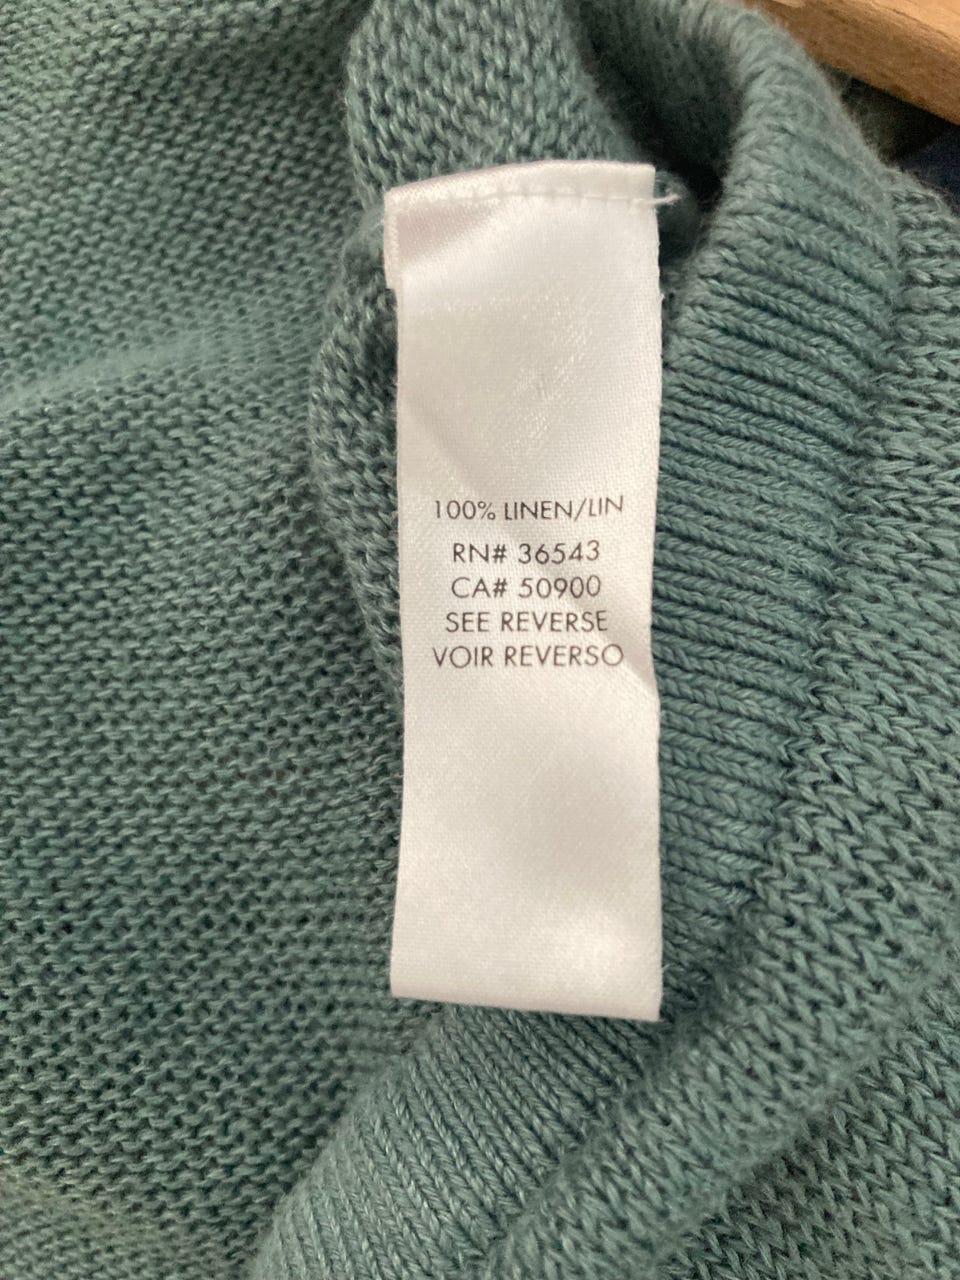 100% LINEN/LIN
RN# 36543
CA# 50900
SEE REVERSE
VOIR REVERSO